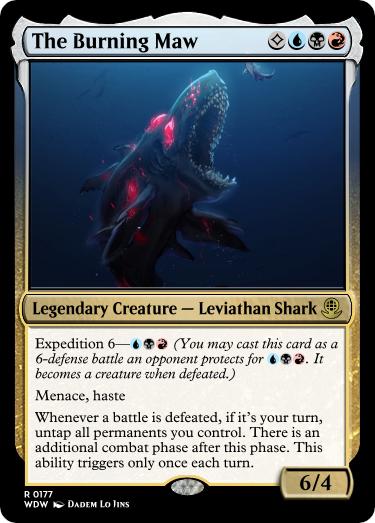 The Burning Maw
Legendary Creature — Leviathan Shark
Expedition 6—
(You may cast this card as a
6-defense battle an opponent protects for
. It
becomes a creature when defeated.)
Menace, haste
Whenever a battle is defeated, if it's your turn,
untap all permanents you control. There is an
additional combat phase after this phase. This
ability triggers only once each turn.
6/4
R 0177
WDW DADEM LO JINS